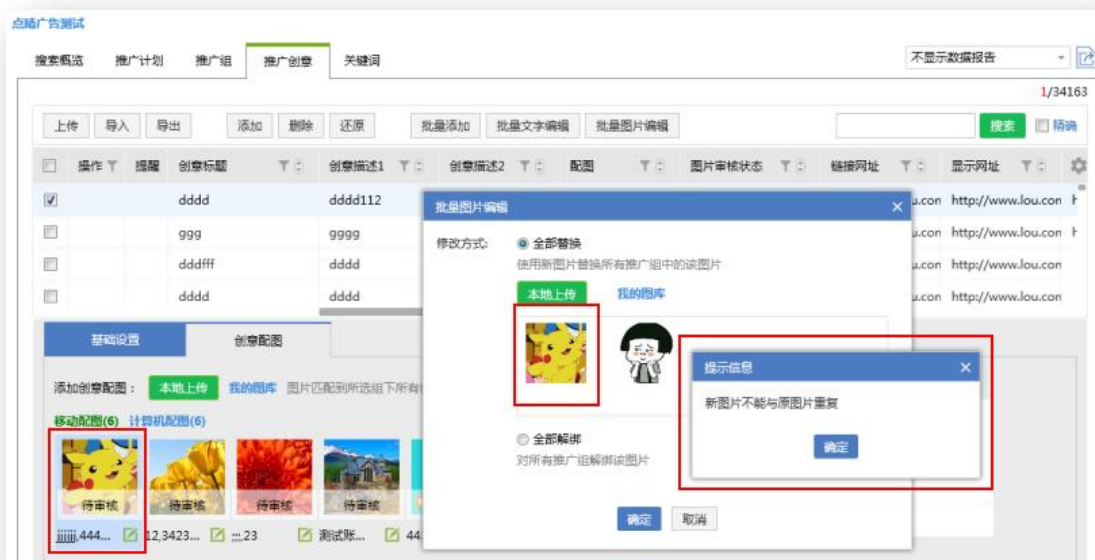 点睛广告测试
搜索概览 推广计划 推广组 推广创意 关键词 不显示数据报告
1/34163
上传 导入 导出 添加 删除 还原 批量添加 批量文字编辑 批量图片编辑 搜索 精确
操作 提醒 创意标题 创意描述1 创意描述2 配图 图片审核状态 链接网址 显示网址
dddd dddd112 u.con http://www.lou.con
ggg gggg u.con http://www.lou.con
dddfff dddd u.con http://www.lou.con
dddd dddd u.con http://www.lou.con
批量图片编辑
修改方式: 全部替换
使用新图片替换所有推广组中的该图片
本地上传 我的图库
全部解绑
对所有推广组解绑该图片
确定 取消
提示信息
新图片不能与原图片重复
确定
基础设置 创意配图
添加创意配图: 本地上传 我的图库 图片匹配到所选组下所有
移动配图(6) 计算机配图(6)
待审核 待审核 待审核 待审核
12,3423... ;;;,23 测试账... 44